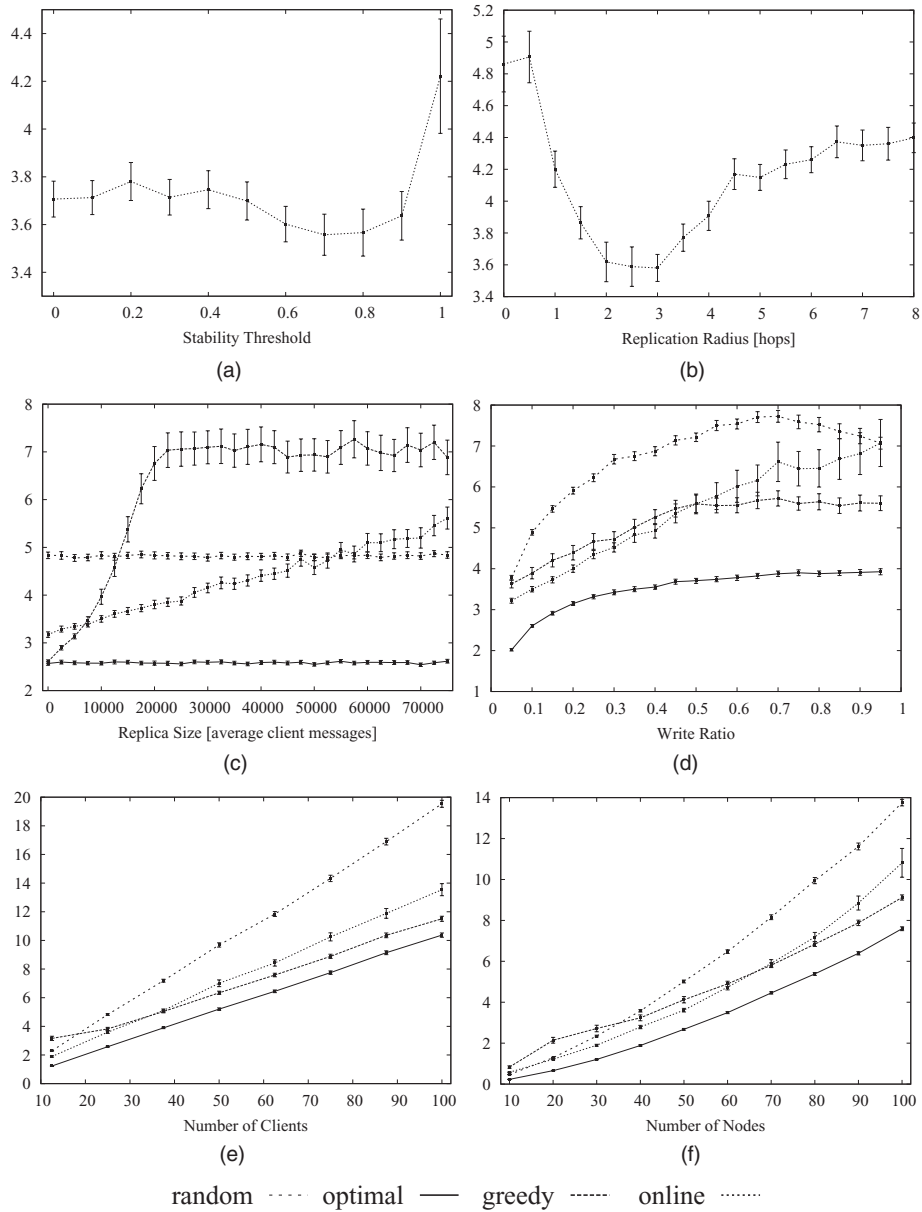 4.4
4.2
4
3.8
3.6
3.4
0 0.2 0.4 0.6 0.8 1
Stability Threshold
(a)
5.2
5
4.8
4.6
4.4
4.2
4
3.8
3.6
3.4
0 1 2 3 4 5 6 7 8
Replication Radius [hops]
(b)
8
7
6
5
4
3
2
0 10000 20000 30000 40000 50000 60000 70000
Replica Size [average client messages]
(c)
8
7
6
5
4
3
2
1
0 0.1 0.2 0.3 0.4 0.5 0.6 0.7 0.8 0.9 1
Write Ratio
(d)
20
18
16
14
12
10
8
6
4
2
0
10 20 30 40 50 60 70 80 90 100
Number of Clients
(e)
14
12
10
8
6
4
2
0
10 20 30 40 50 60 70 80 90 100
Number of Nodes
(f)
random optimal greedy online